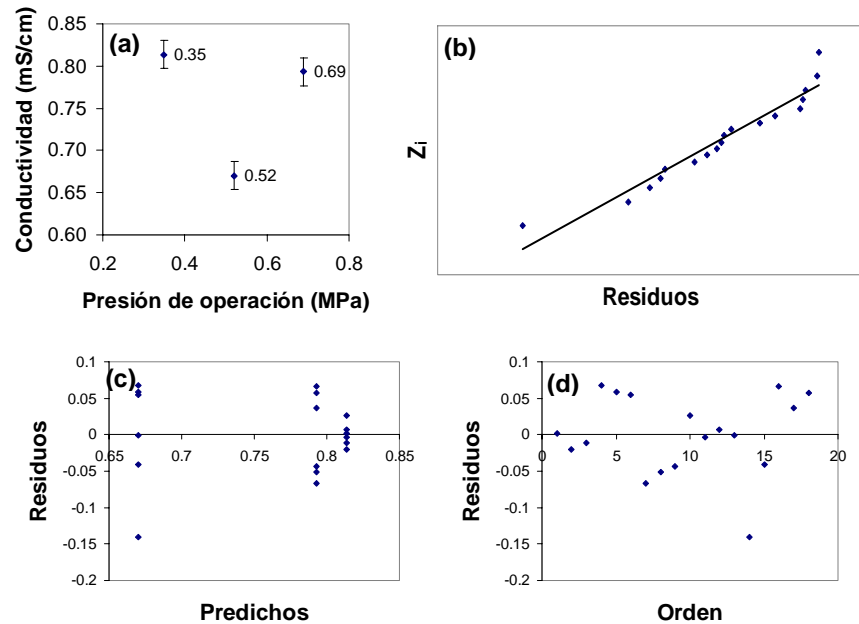 (a)
Conductividad (mS/cm)
0.85
0.80
0.75
0.70
0.65
0.60
0.35
0.69
0.52
0.2 0.4 0.6 0.8
Presión de operación (MPa)
(b)
Zi
Residuos
(c)
Residuos
0.1
0.05
0
-0.05
-0.1
-0.15
-0.2
0.65 0.7 0.75 0.8 0.85
Predichos
(d)
Residuos
0.1
0.05
0
-0.05
-0.1
-0.15
-0.2
0 5 10 15 20
Orden